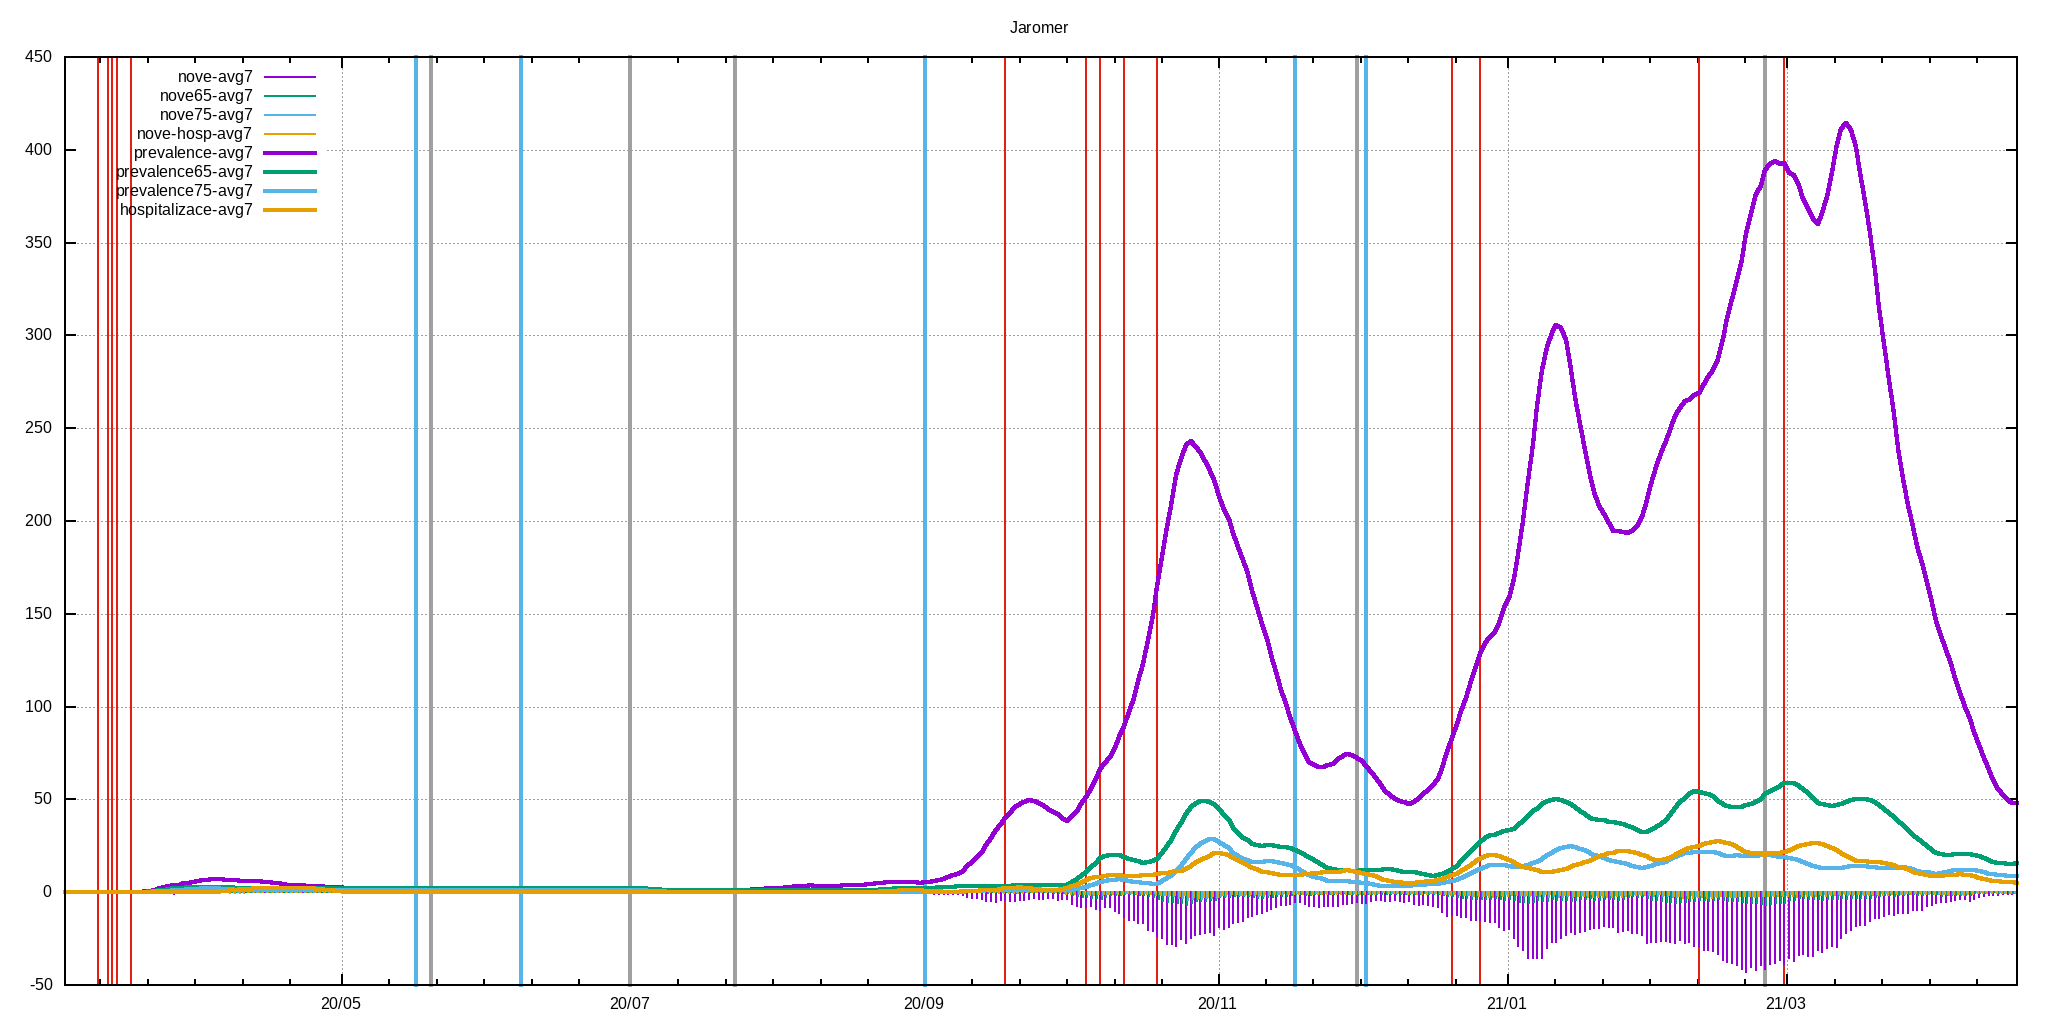 Jaromer
450
400
350
300
250
200
150
100
50
0
-50
nove-avg7
nove65-avg7
nove75-avg7
nove-hosp-avg7
prevalence-avg7
prevalence65-avg7
prevalence75-avg7
hospitalizace-avg7
20/05 20/07 20/09 20/11 21/01 21/03